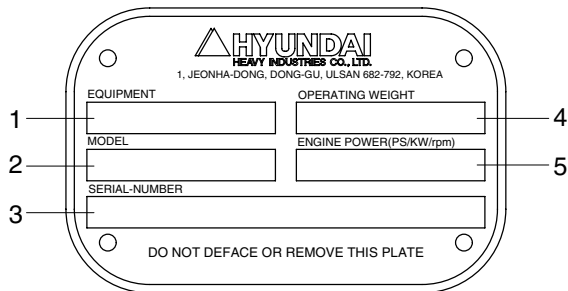 HYUNDAI
HEAVY INDUSTRIES CO., LTD.
1, JEONHA-DONG, DONG-GU, ULSAN 682-792, KOREA
EQUIPMENT
OPERATING WEIGHT
1
4
MODEL
ENGINE POWER(PS/KW/rpm)
2
5
SERIAL-NUMBER
3
DO NOT DEFACE OR REMOVE THIS PLATE